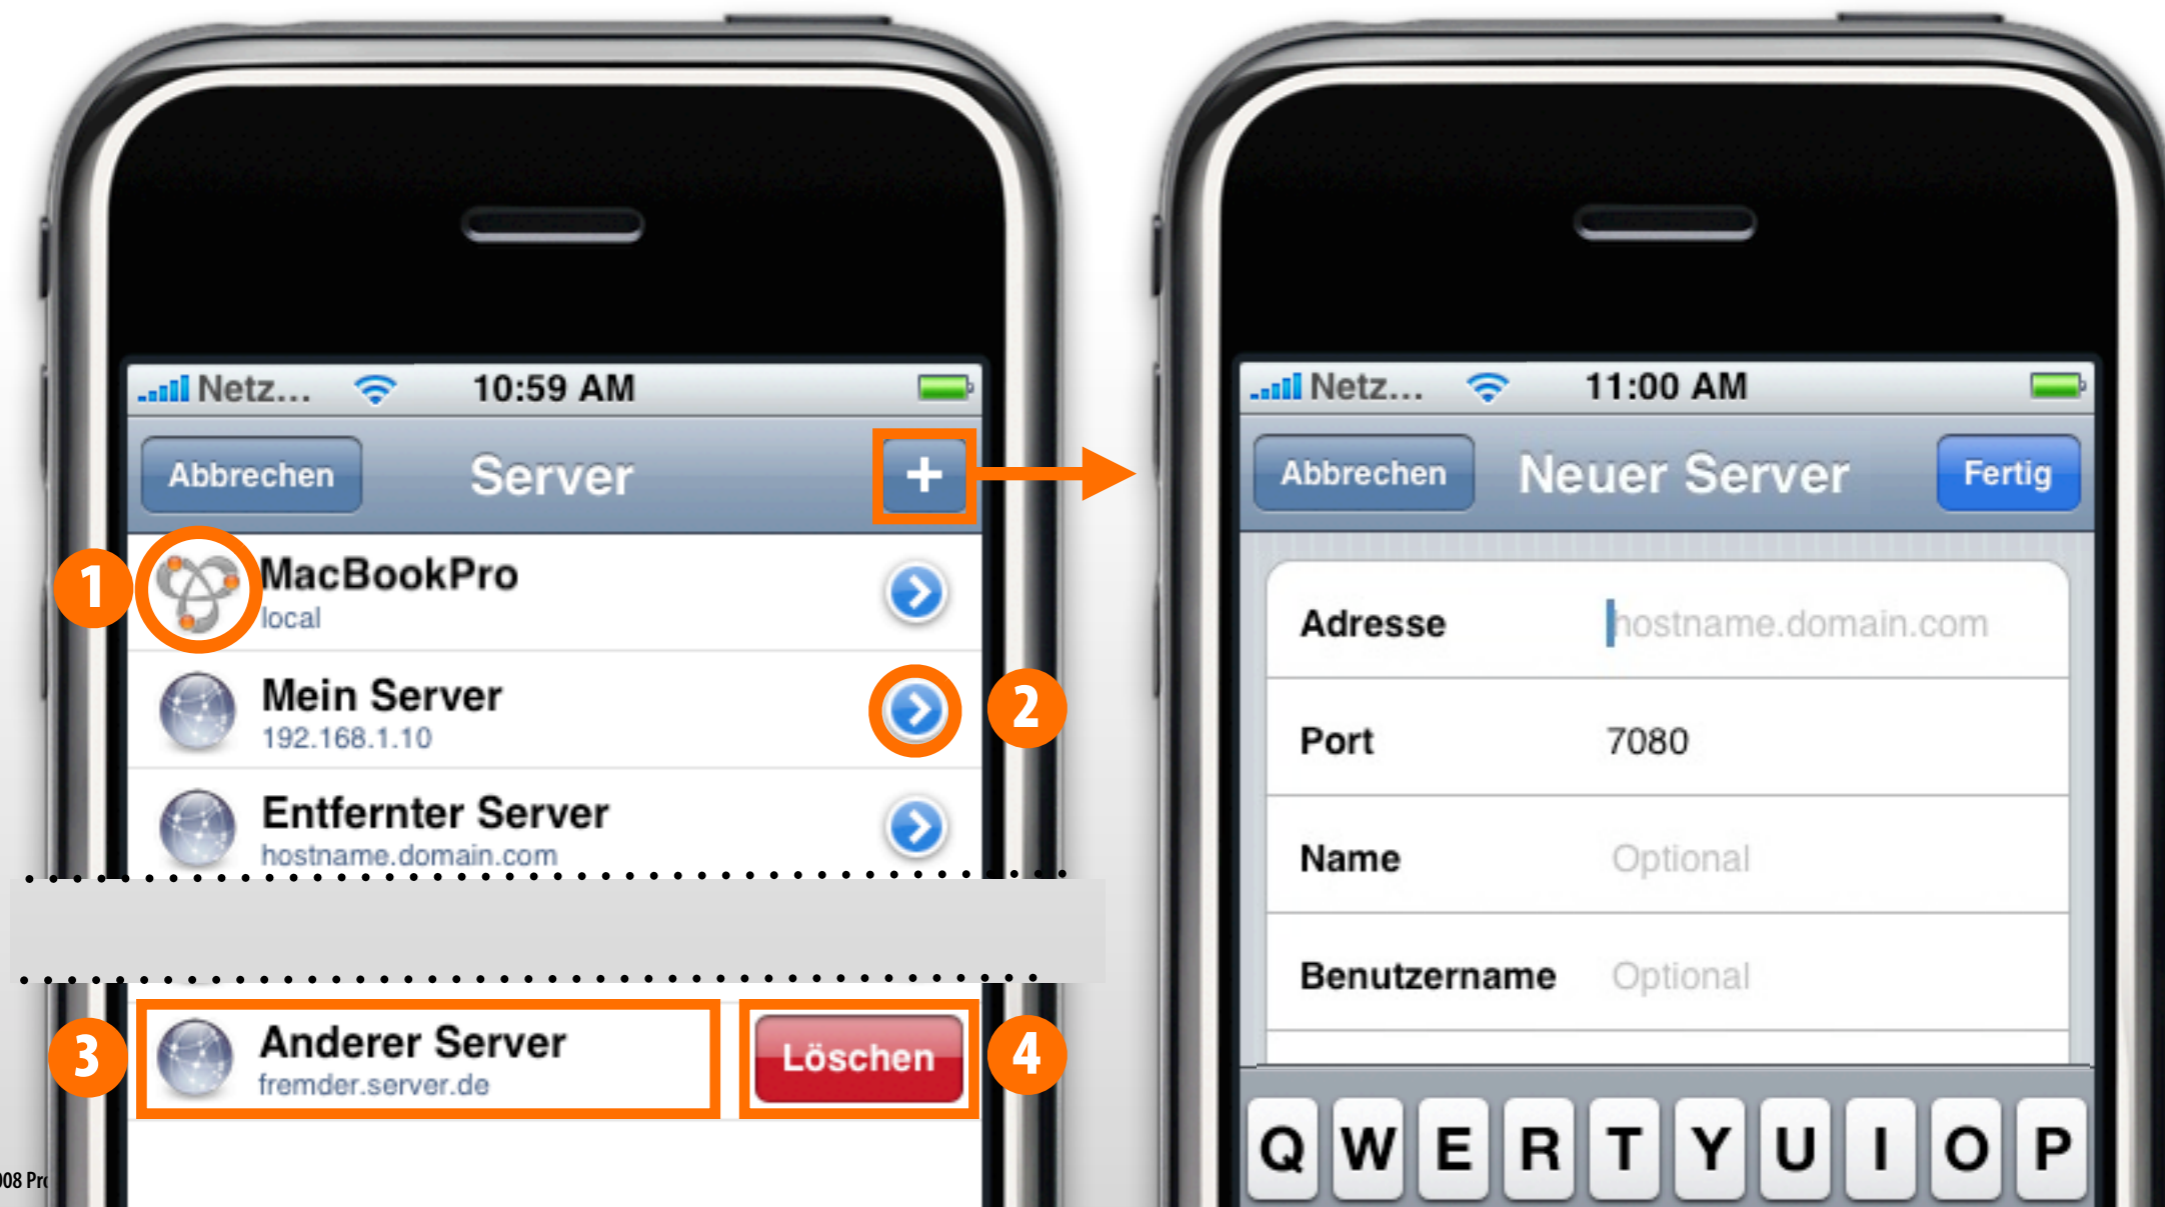 Netz... 10:59 AM
Abbrechen Server +
1 MacBookPro
local
Mein Server 2
192.168.1.10
Entfernter Server
hostname.domain.com
3 Anderer Server Löschen 4
fremder.server.de
Netz... 11:00 AM
Abbrechen Neuer Server Fertig
Adresse hostname.domain.com
Port 7080
Name Optional
Benutzername Optional
Q W E R T Y U I O P